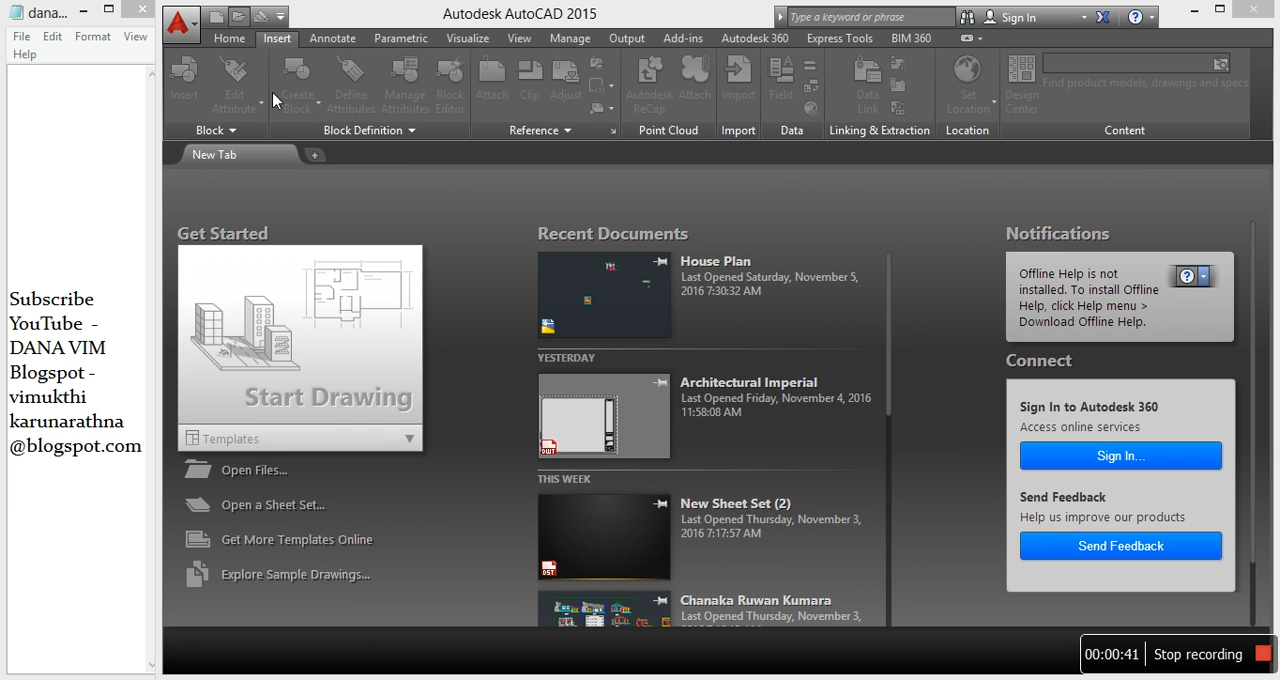 dana...
File Edit Format View
Help
Subscribe
YouTube -
DANA VIM
Blogspot -
vimukthi
karunarathna
@blogspot.com
Autodesk AutoCAD 2015
Type a keyword or phrase
Sign In
Home Insert Annotate Parametric Visualize View Manage Output Add-ins Autodesk 360 Express Tools BIM 360
Insert
Edit
Attribute
Create
Block
Define
Attributes
Manage
Attributes
Block
Editor
Attach
Clip
Adjust
Autodesk
ReCap
Attach
Import
Field
Data
Link
Set
Location
Design
Center
Find product models, drawings and specs
Block
Block Definition
Reference
Point Cloud
Import
Data
Linking & Extraction
Location
Content
New Tab
Get Started
Start Drawing
Templates
Open Files...
Open a Sheet Set...
Get More Templates Online
Explore Sample Drawings...
Recent Documents
House Plan
Last Opened Saturday, November 5,
2016 7:30:32 AM
YESTERDAY
Architectural Imperial
Last Opened Friday, November 4, 2016
11:58:08 AM
DWT
THIS WEEK
New Sheet Set (2)
Last Opened Thursday, November 3,
2016 7:17:57 AM
DST
Chanaka Ruwan Kumara
Last Opened Thursday, November 3,
Notifications
Offline Help is not
installed. To install Offline
Help, click Help menu >
Download Offline Help.
Connect
Sign In to Autodesk 360
Access online services
Sign In...
Send Feedback
Help us improve our products
Send Feedback
00:00:41 Stop recording